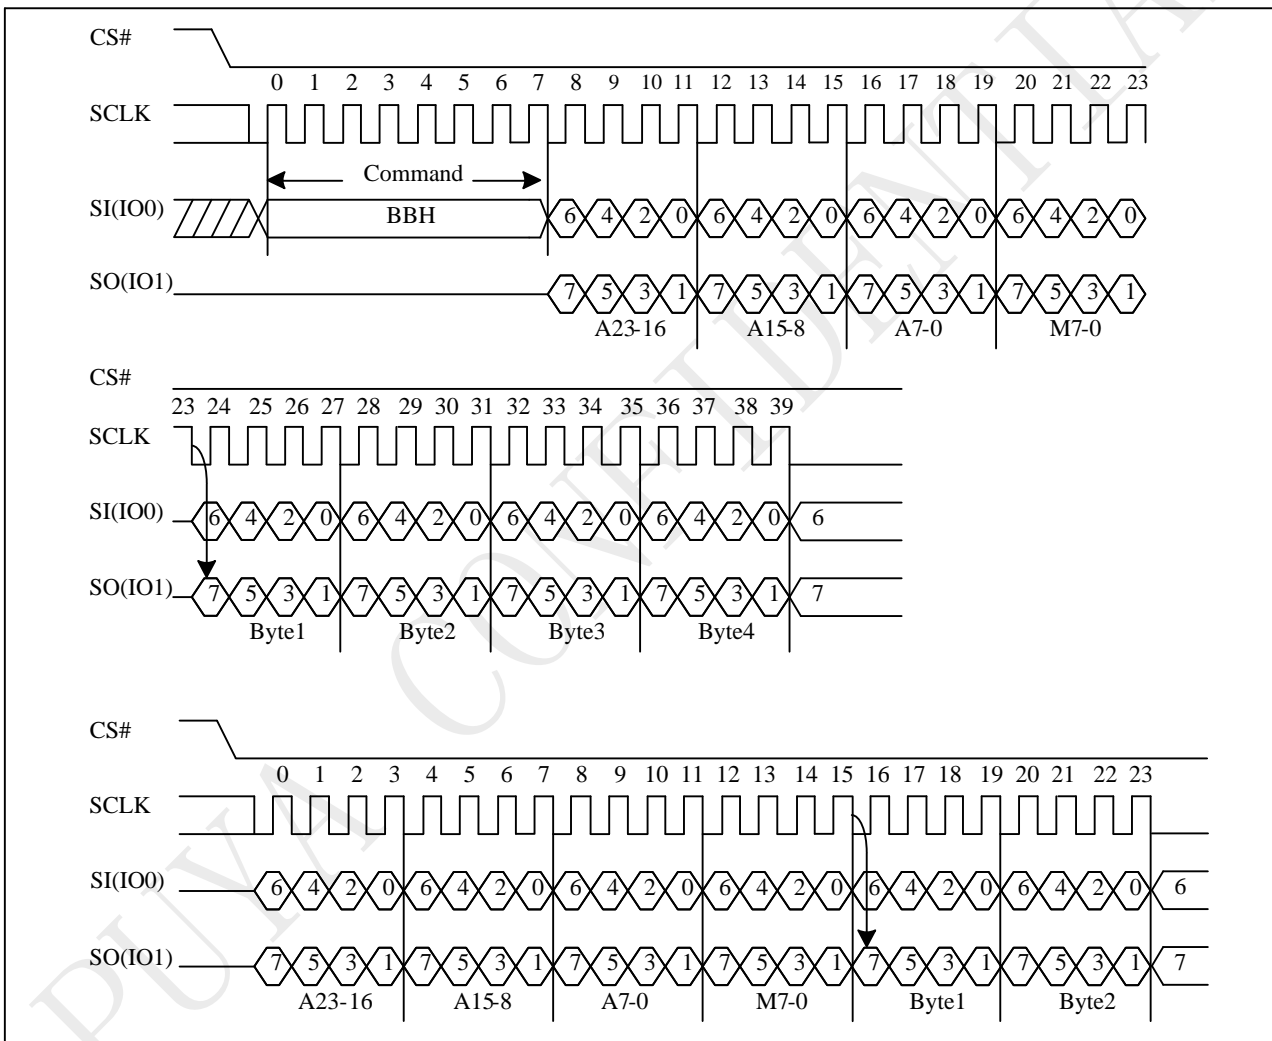 CS#
0 1 2 3 4 5 6 7 8 9 10 11 12 13 14 15 16 17 18 19 20 21 22 23
SCLK
Command
SI(IO0) BBH 6 4 2 0 6 4 2 0 6 4 2 0 6 4 2 0
SO(IO1) 7 5 3 1 7 5 3 1 7 5 3 1 7 5 3 1
A23-16 A15-8 A7-0 M7-0
CS#
23 24 25 26 27 28 29 30 31 32 33 34 35 36 37 38 39
SCLK
SI(IO0) 6 4 2 0 6 4 2 0 6 4 2 0 6 4 2 0 6
SO(IO1) 7 5 3 1 7 5 3 1 7 5 3 1 7 5 3 1 7
Byte1 Byte2 Byte3 Byte4
CS#
0 1 2 3 4 5 6 7 8 9 10 11 12 13 14 15 16 17 18 19 20 21 22 23
SCLK
SI(IO0) 6 4 2 0 6 4 2 0 6 4 2 0 6 4 2 0 6 4 2 0 6 4 2 0 6
SO(IO1) 7 5 3 1 7 5 3 1 7 5 3 1 7 5 3 1 7 5 3 1 7 5 3 1 7
A23-16 A15-8 A7-0 M7-0 Byte1 Byte2
PUYA CONFIDENTIA